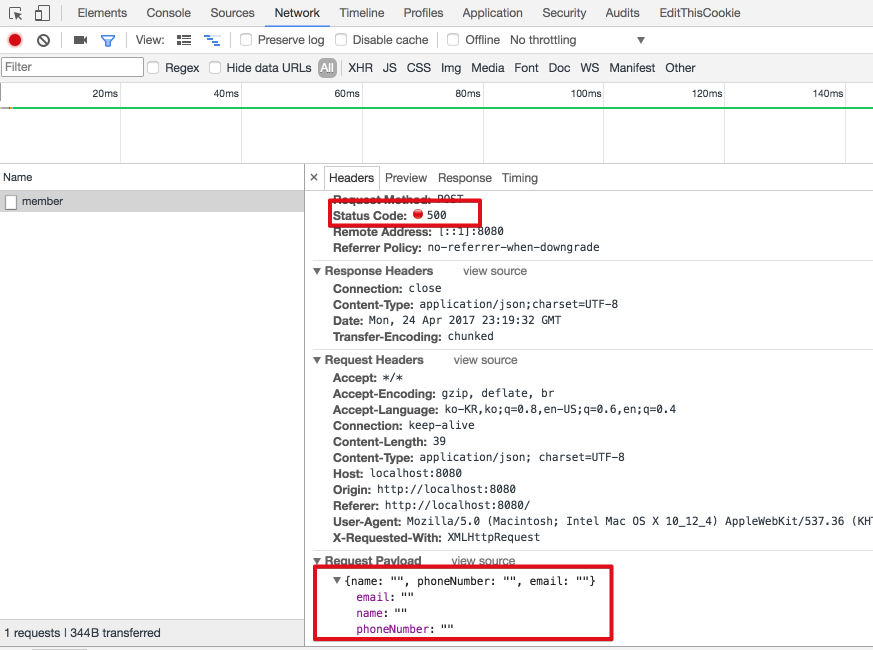 Elements Console Sources Network Timeline Profiles Application Security Audits EditThisCookie
View: Preserve log Disable cache Offline No throttling
Filter Regex Hide data URLs All XHR JS CSS Img Media Font Doc WS Manifest Other
20ms 40ms 60ms 80ms 100ms 120ms 140ms
Name
member
1 requests | 344B transferred
× Headers Preview Response Timing
Request Method: POST
Status Code: 500
Remote Address: [::1]:8080
Referrer Policy: no-referrer-when-downgrade
Response Headers view source
Connection: close
Content-Type: application/json;charset=UTF-8
Date: Mon, 24 Apr 2017 23:19:32 GMT
Transfer-Encoding: chunked
Request Headers view source
Accept: */*
Accept-Encoding: gzip, deflate, br
Accept-Language: ko-KR,ko;q=0.8,en-US;q=0.6,en;q=0.4
Connection: keep-alive
Content-Length: 39
Content-Type: application/json; charset=UTF-8
Host: localhost:8080
Origin: http://localhost:8080
Referer: http://localhost:8080/
User-Agent: Mozilla/5.0 (Macintosh; Intel Mac OS X 10_12_4) AppleWebKit/537.36 (KHT
X-Requested-With: XMLHttpRequest
Request Payload view source
{name: "", phoneNumber: "", email: ""}
email: ""
name: ""
phoneNumber: ""